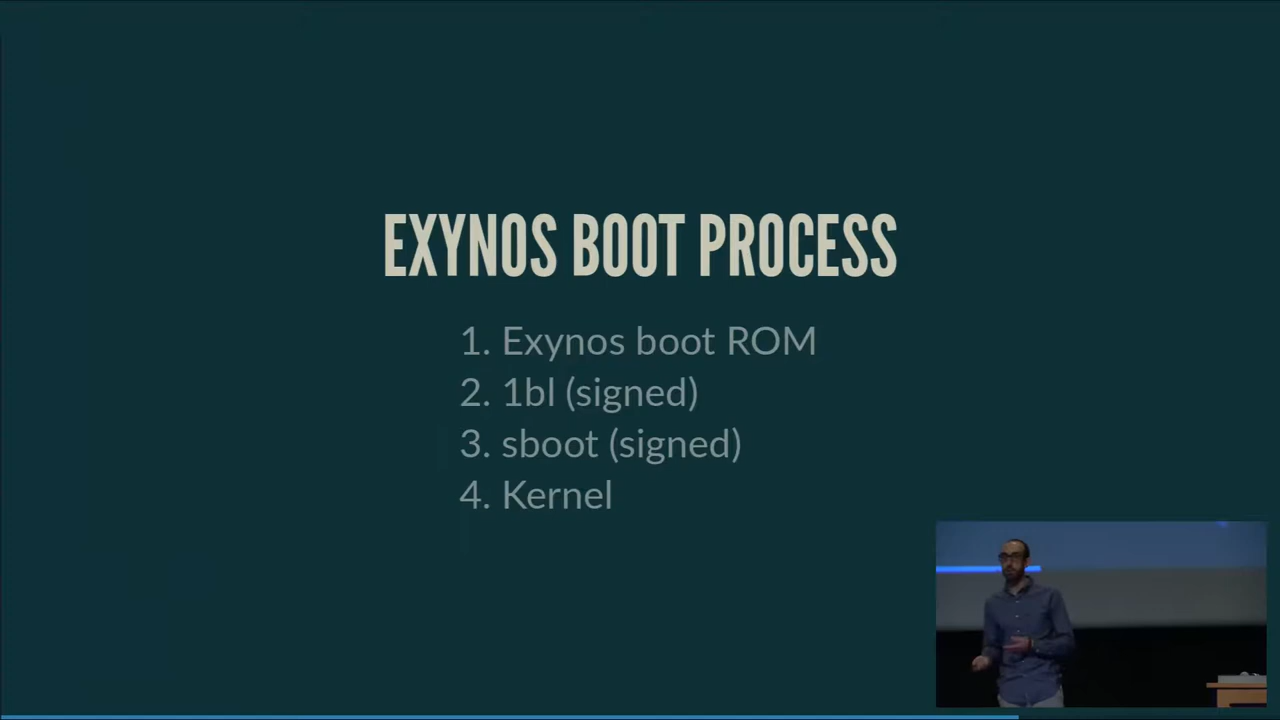 EXYNOS BOOT PROCESS
1. Exynos boot ROM
2. 1bl (signed)
3. sboot (signed)
4. Kernel